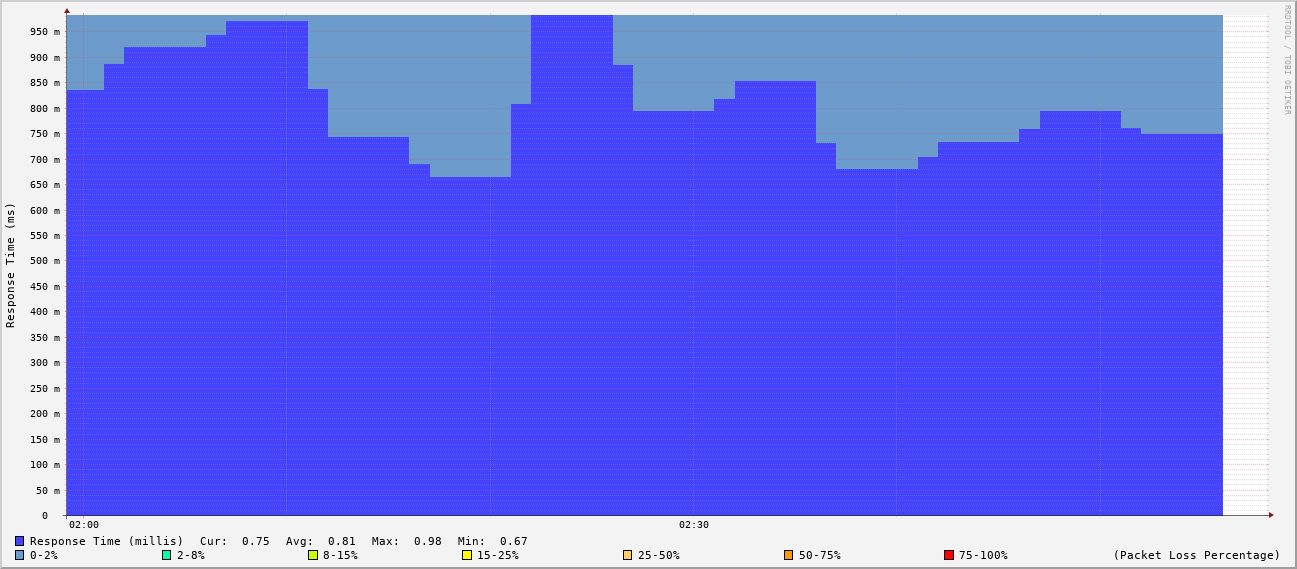 RRDTOOL / TOBI OETIKER
Response Time (ms)
950 m
900 m
850 m
800 m
750 m
700 m
650 m
600 m
550 m
500 m
450 m
400 m
350 m
300 m
250 m
200 m
150 m
100 m
50 m
0
02:00 02:30
Response Time (millis) Cur: 0.75 Avg: 0.81 Max: 0.98 Min: 0.67
0-2% 2-8% 8-15% 15-25% 25-50% 50-75% 75-100% (Packet Loss Percentage)